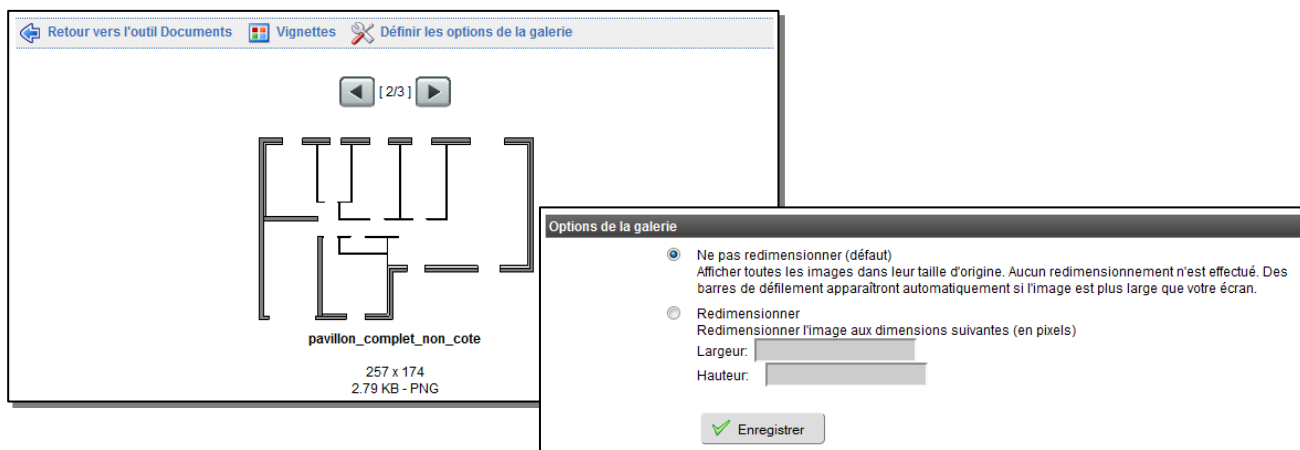 Retour vers l'outil Documents Vignettes Définir les options de la galerie
[ 2/3 ]
pavillon_complet_non_cote
257 x 174
2.79 KB - PNG
Options de la galerie
Ne pas redimensionner (défaut)
Afficher toutes les images dans leur taille d'origine. Aucun redimensionnement n'est effectué. Des
barres de défilement apparaîtront automatiquement si l'image est plus large que votre écran.
Redimensionner
Redimensionner l'image aux dimensions suivantes (en pixels)
Largeur:
Hauteur:
Enregistrer